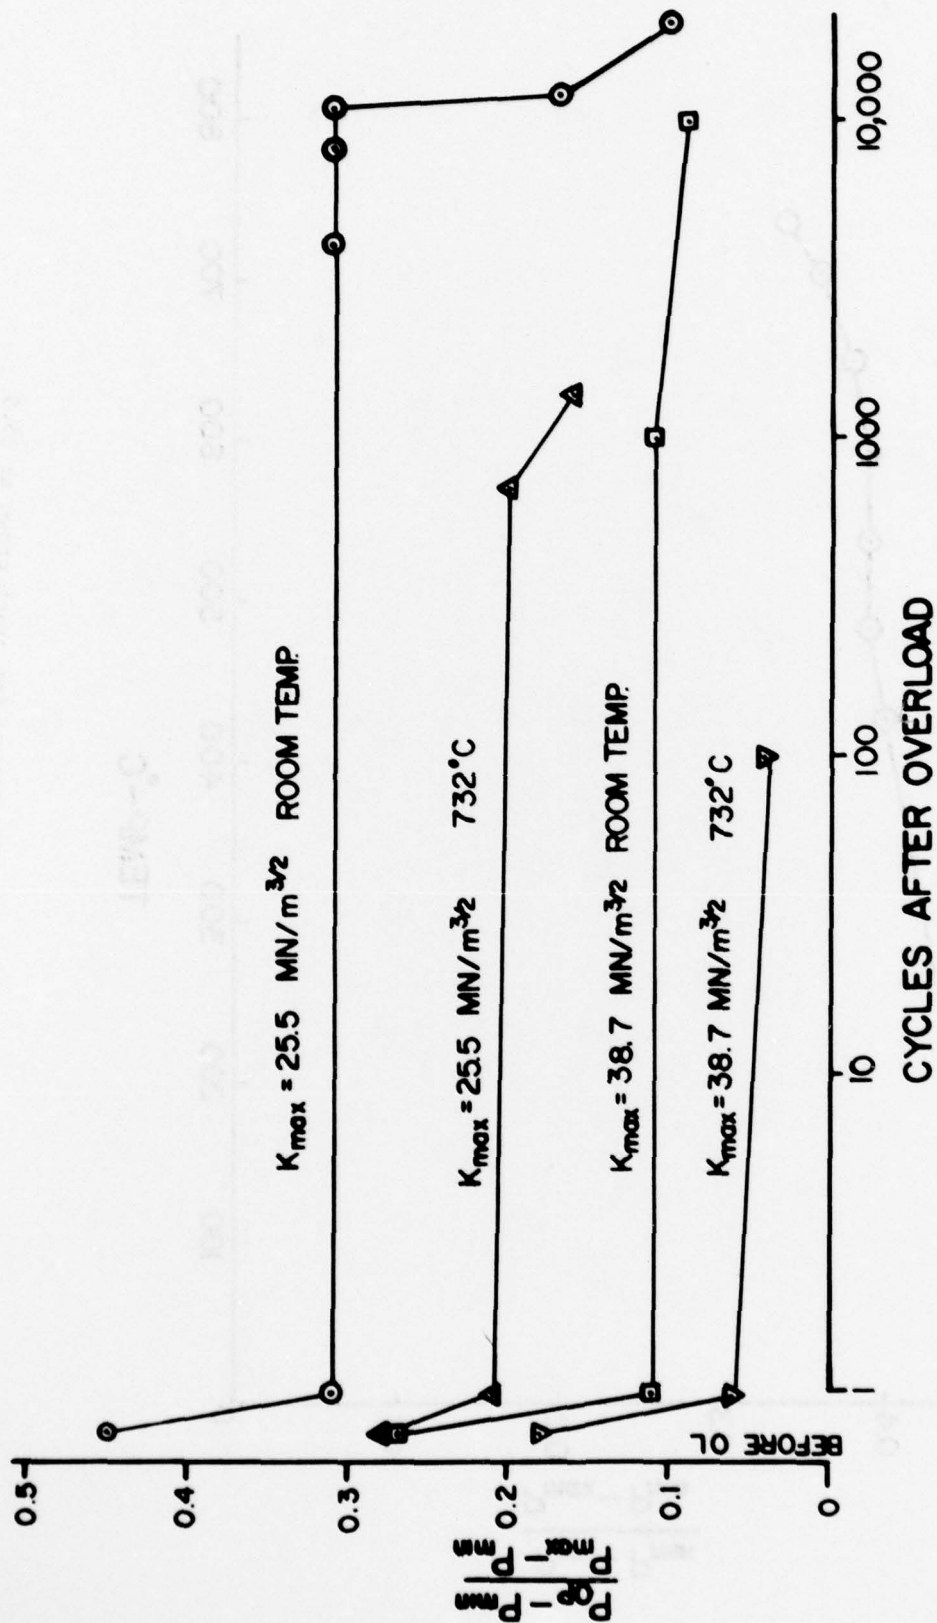 P_OP - P_min
P_max - P_min
0.5
0.4
0.3
0.2
0.1
0
BEFORE OL
K_max = 25.5 MN/m^3/2 ROOM TEMP.
K_max = 25.5 MN/m^3/2 732°C
K_max = 38.7 MN/m^3/2 ROOM TEMP.
K_max = 38.7 MN/m^3/2 732°C
1 10 100 1000 10,000
CYCLES AFTER OVERLOAD